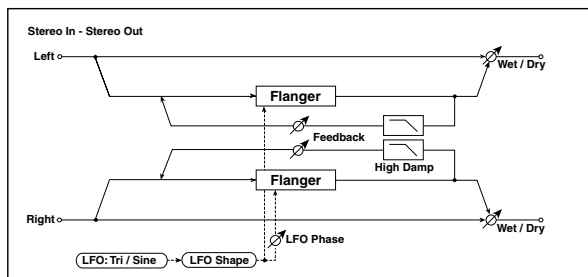 Stereo In - Stereo Out
Left
Wet / Dry
Flanger
Feedback
High Damp
Flanger
Right
Wet / Dry
LFO Phase
LFO: Tri / Sine
LFO Shape